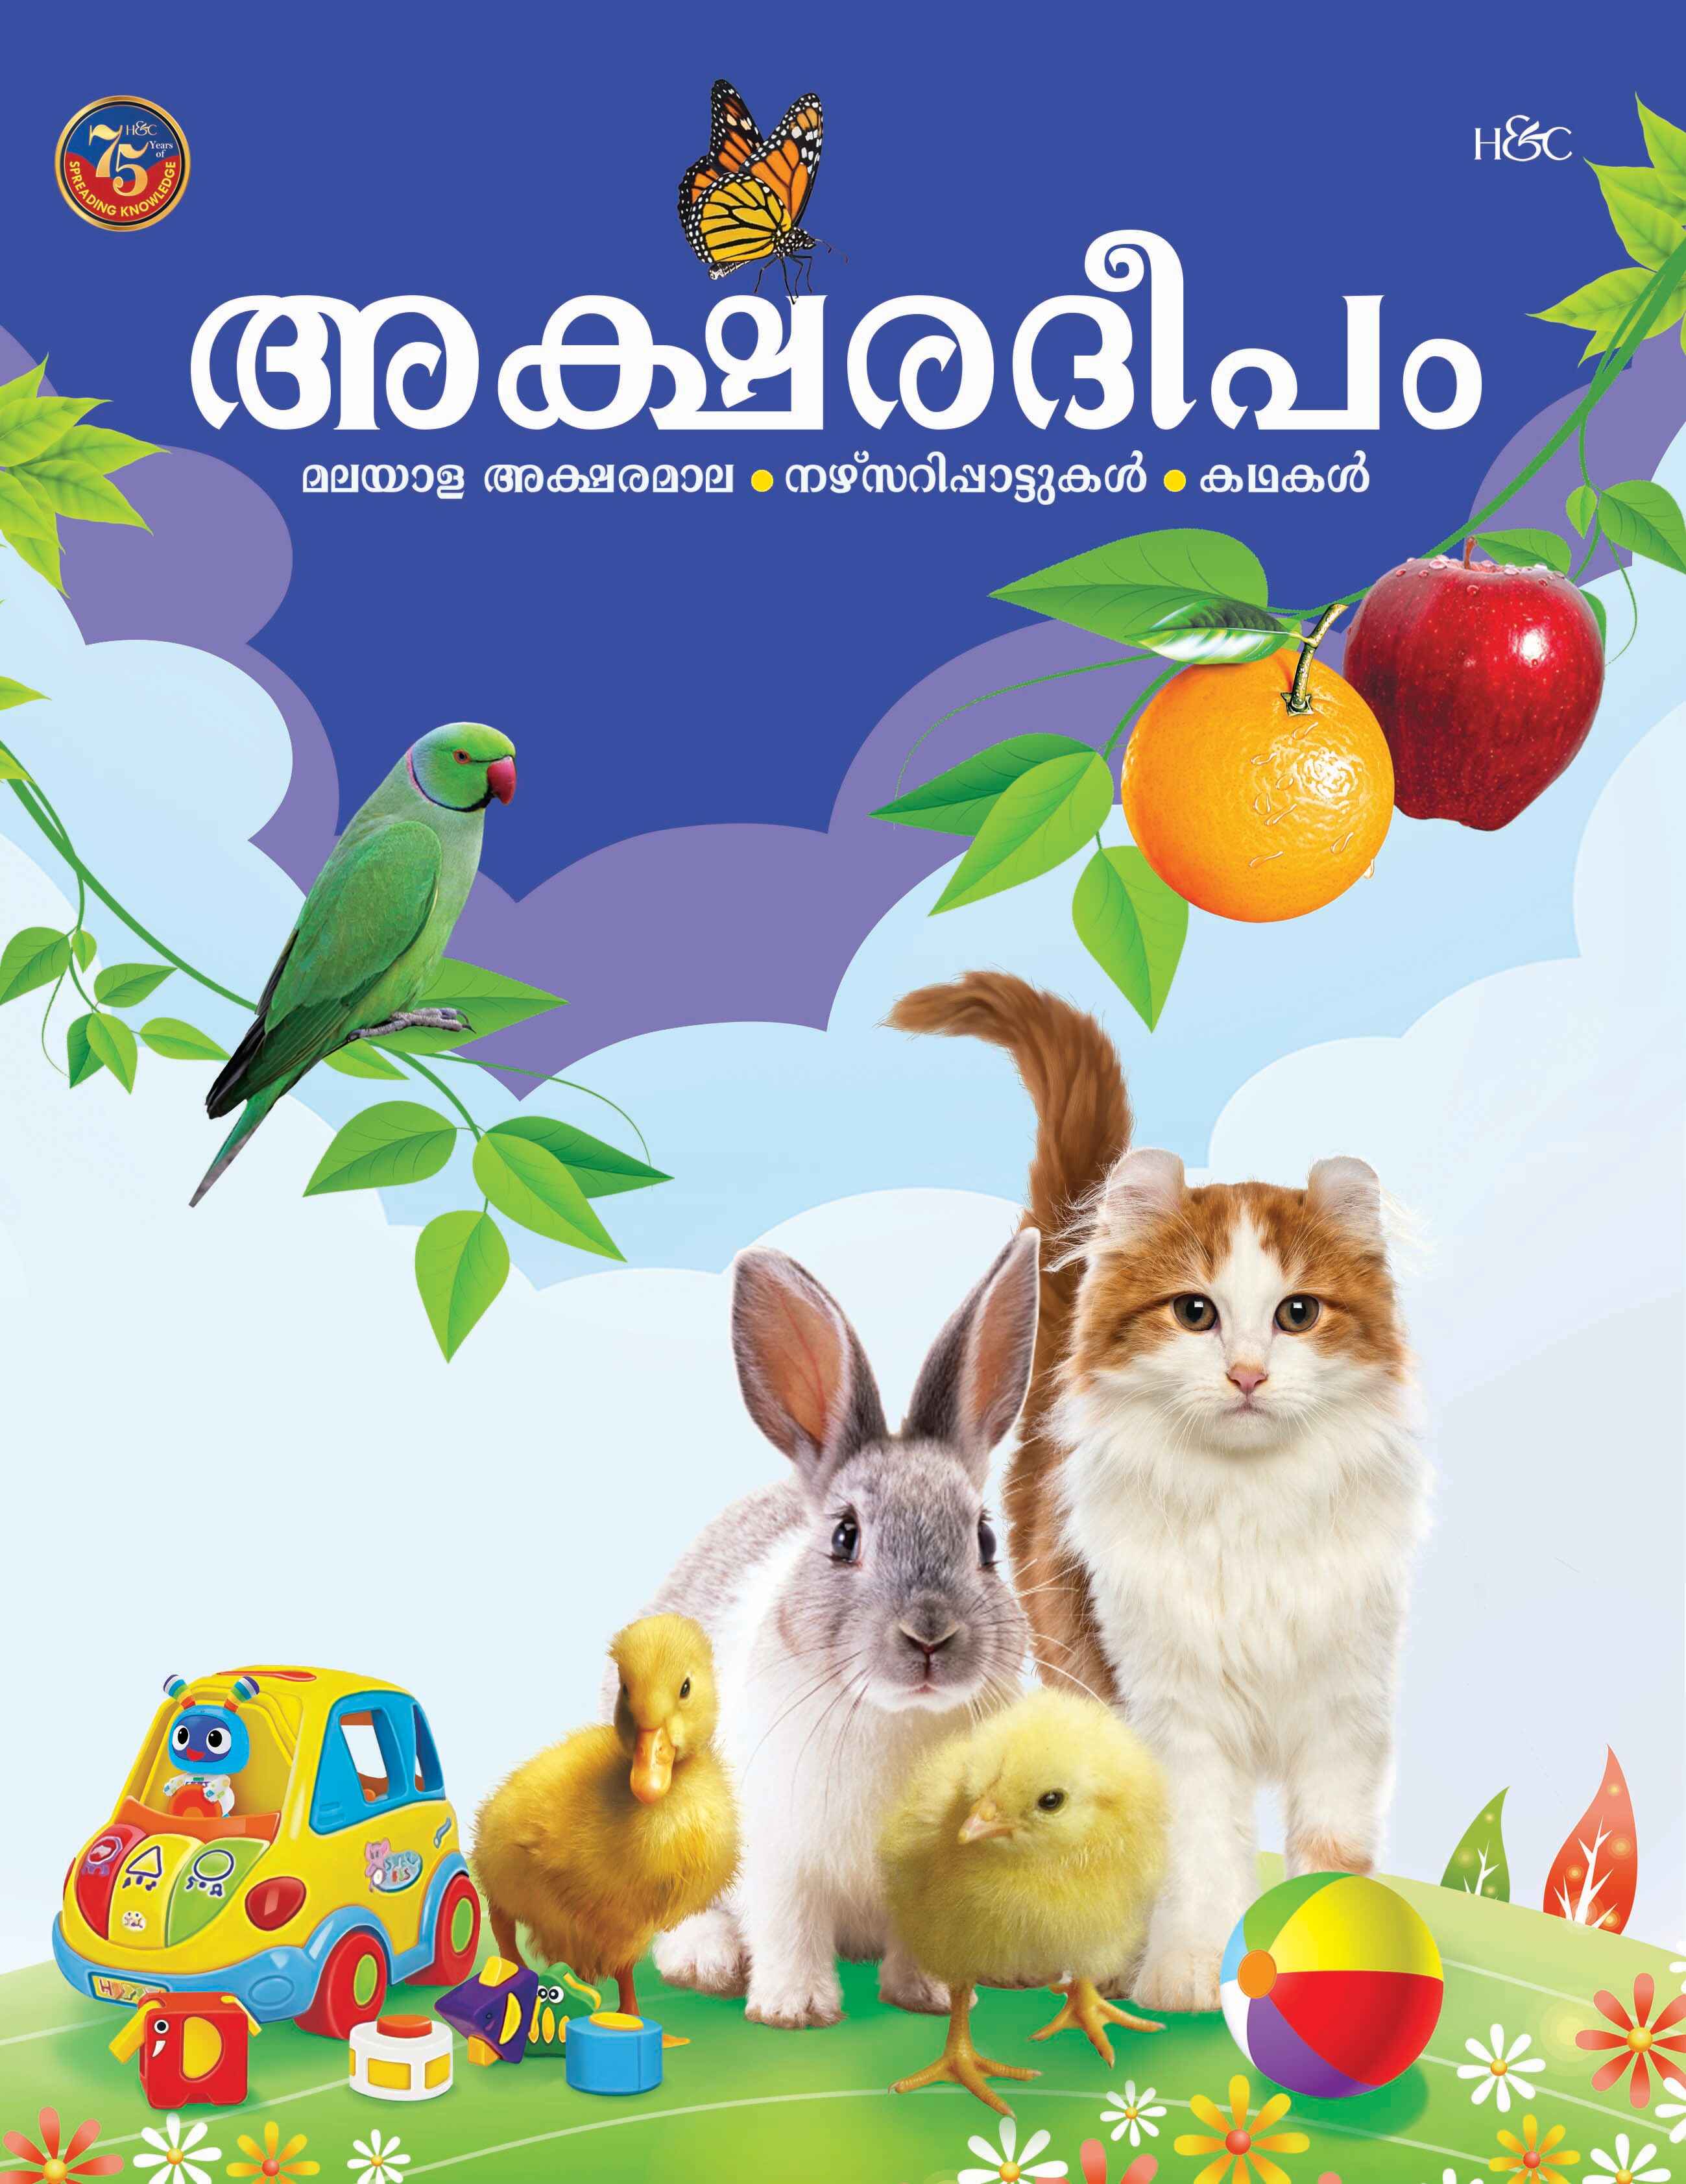 H&C
75
Years
of
SPREADING KNOWLEDGE
H&C
അക്ഷരദീപം
മലയാള അക്ഷരമാല • നഴ്സറിപ്പാട്ടുകൾ • കഥകൾ